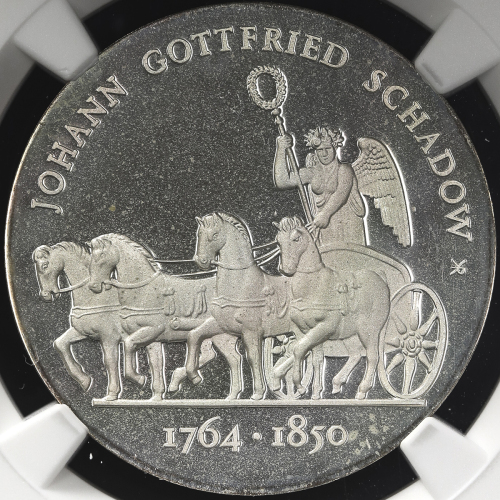 JOHANN GOTTFRIED SCHADOW
1764 · 1850